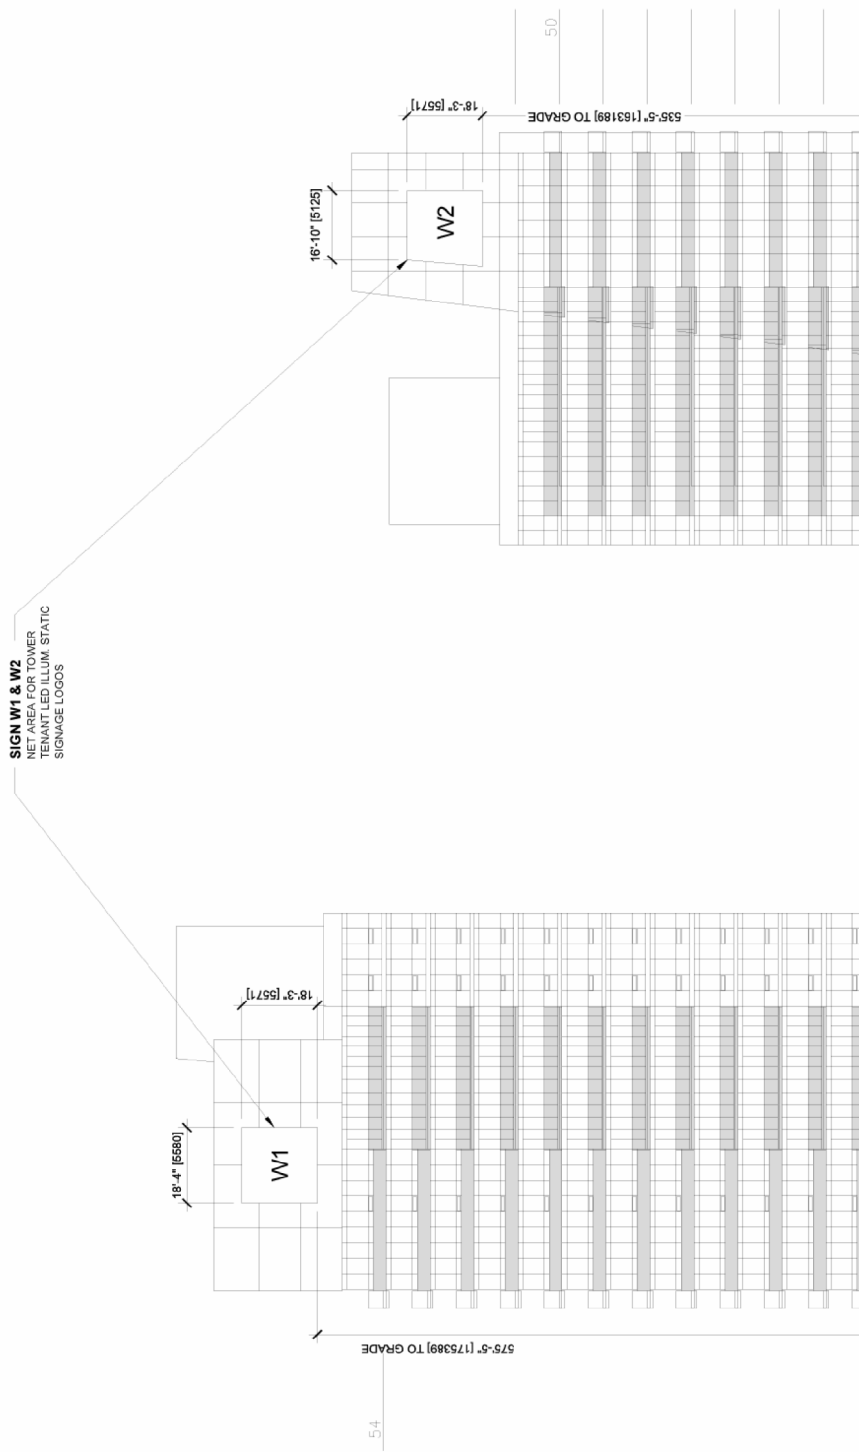 SIGN W1 & W2
NET AREA FOR TOWER
TENANT LED ILLUM. STATIC
SIGNAGE LOGOS
50
18'-3" [5571]
535'-5" [163189] TO GRADE
16'-10" [5125]
W2
18'-3" [5571]
18'-4" [5580]
W1
575'-5" [175389] TO GRADE
54